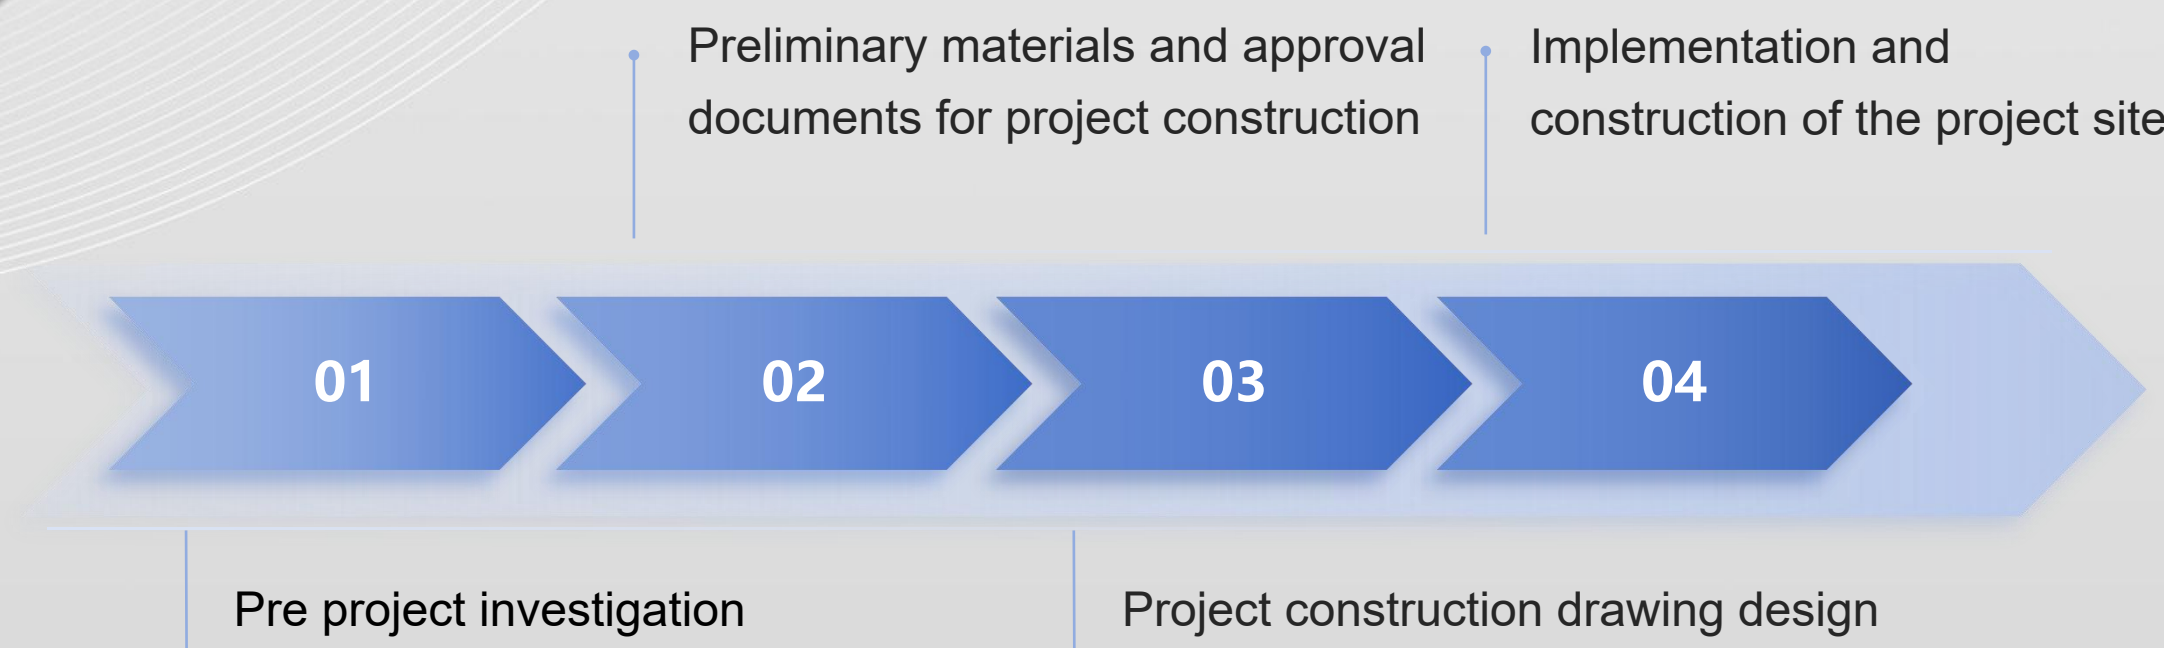 Preliminary materials and approval
documents for project construction
Implementation and
construction of the project site
01
02
03
04
Pre project investigation
Project construction drawing design